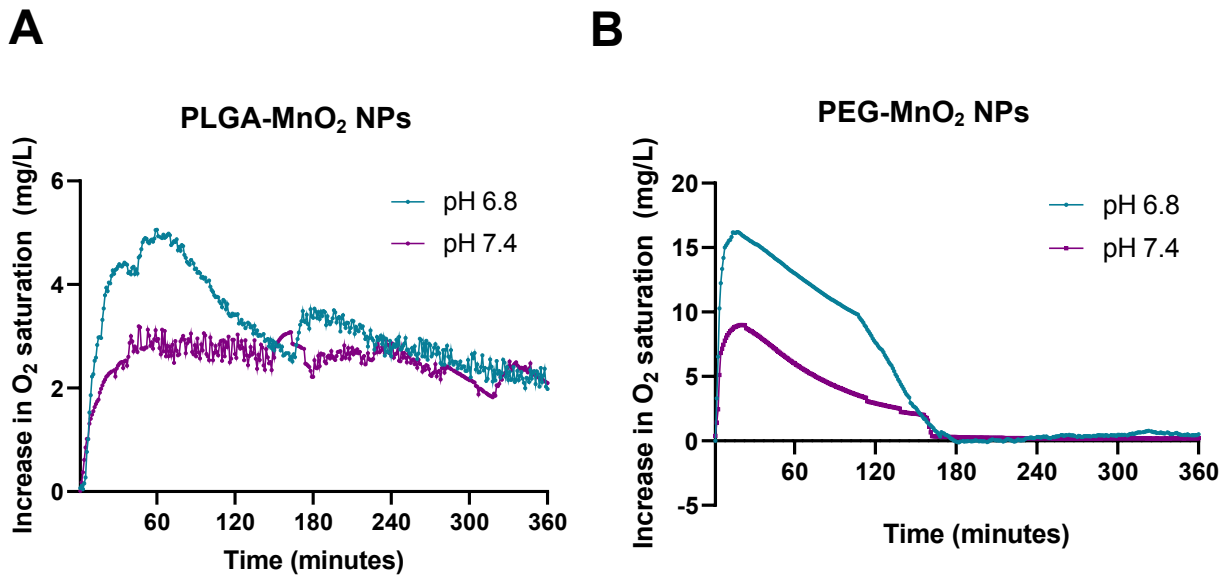 A
PLGA-MnO₂ NPs
Increase in O₂ saturation (mg/L)
6
4
2
0
pH 6.8
pH 7.4
60 120 180 240 300 360
Time (minutes)
B
PEG-MnO₂ NPs
Increase in O₂ saturation (mg/L)
20
15
10
5
0
-5
pH 6.8
pH 7.4
60 120 180 240 300 360
Time (minutes)